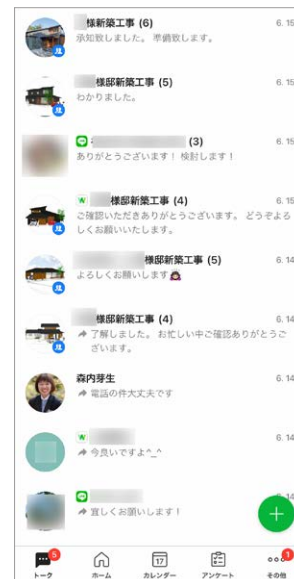 様新築工事 (6)
6. 15
承知致しました。 準備致します。
様邸新築工事 (5)
6. 15
わかりました。
(3)
6. 15
ありがとうございます！ 検討します！
様邸新築工事 (4)
6. 15
ご確認いただきありがとうございます。 どうぞよろ
しくお願いいたします。
様邸新築工事 (5)
6. 14
よろしくお願いします🙇
様邸新築工事 (4)
6. 14
了解しました。 お忙しい中ご確認ありがとうご
ざいます。
森内芽生
6. 14
電話の件大丈夫です
W
6. 14
今良いですよ^_^
6. 14
宜しくお願いします！
+
5
17
1
トーク ホーム カレンダー アンケート その他